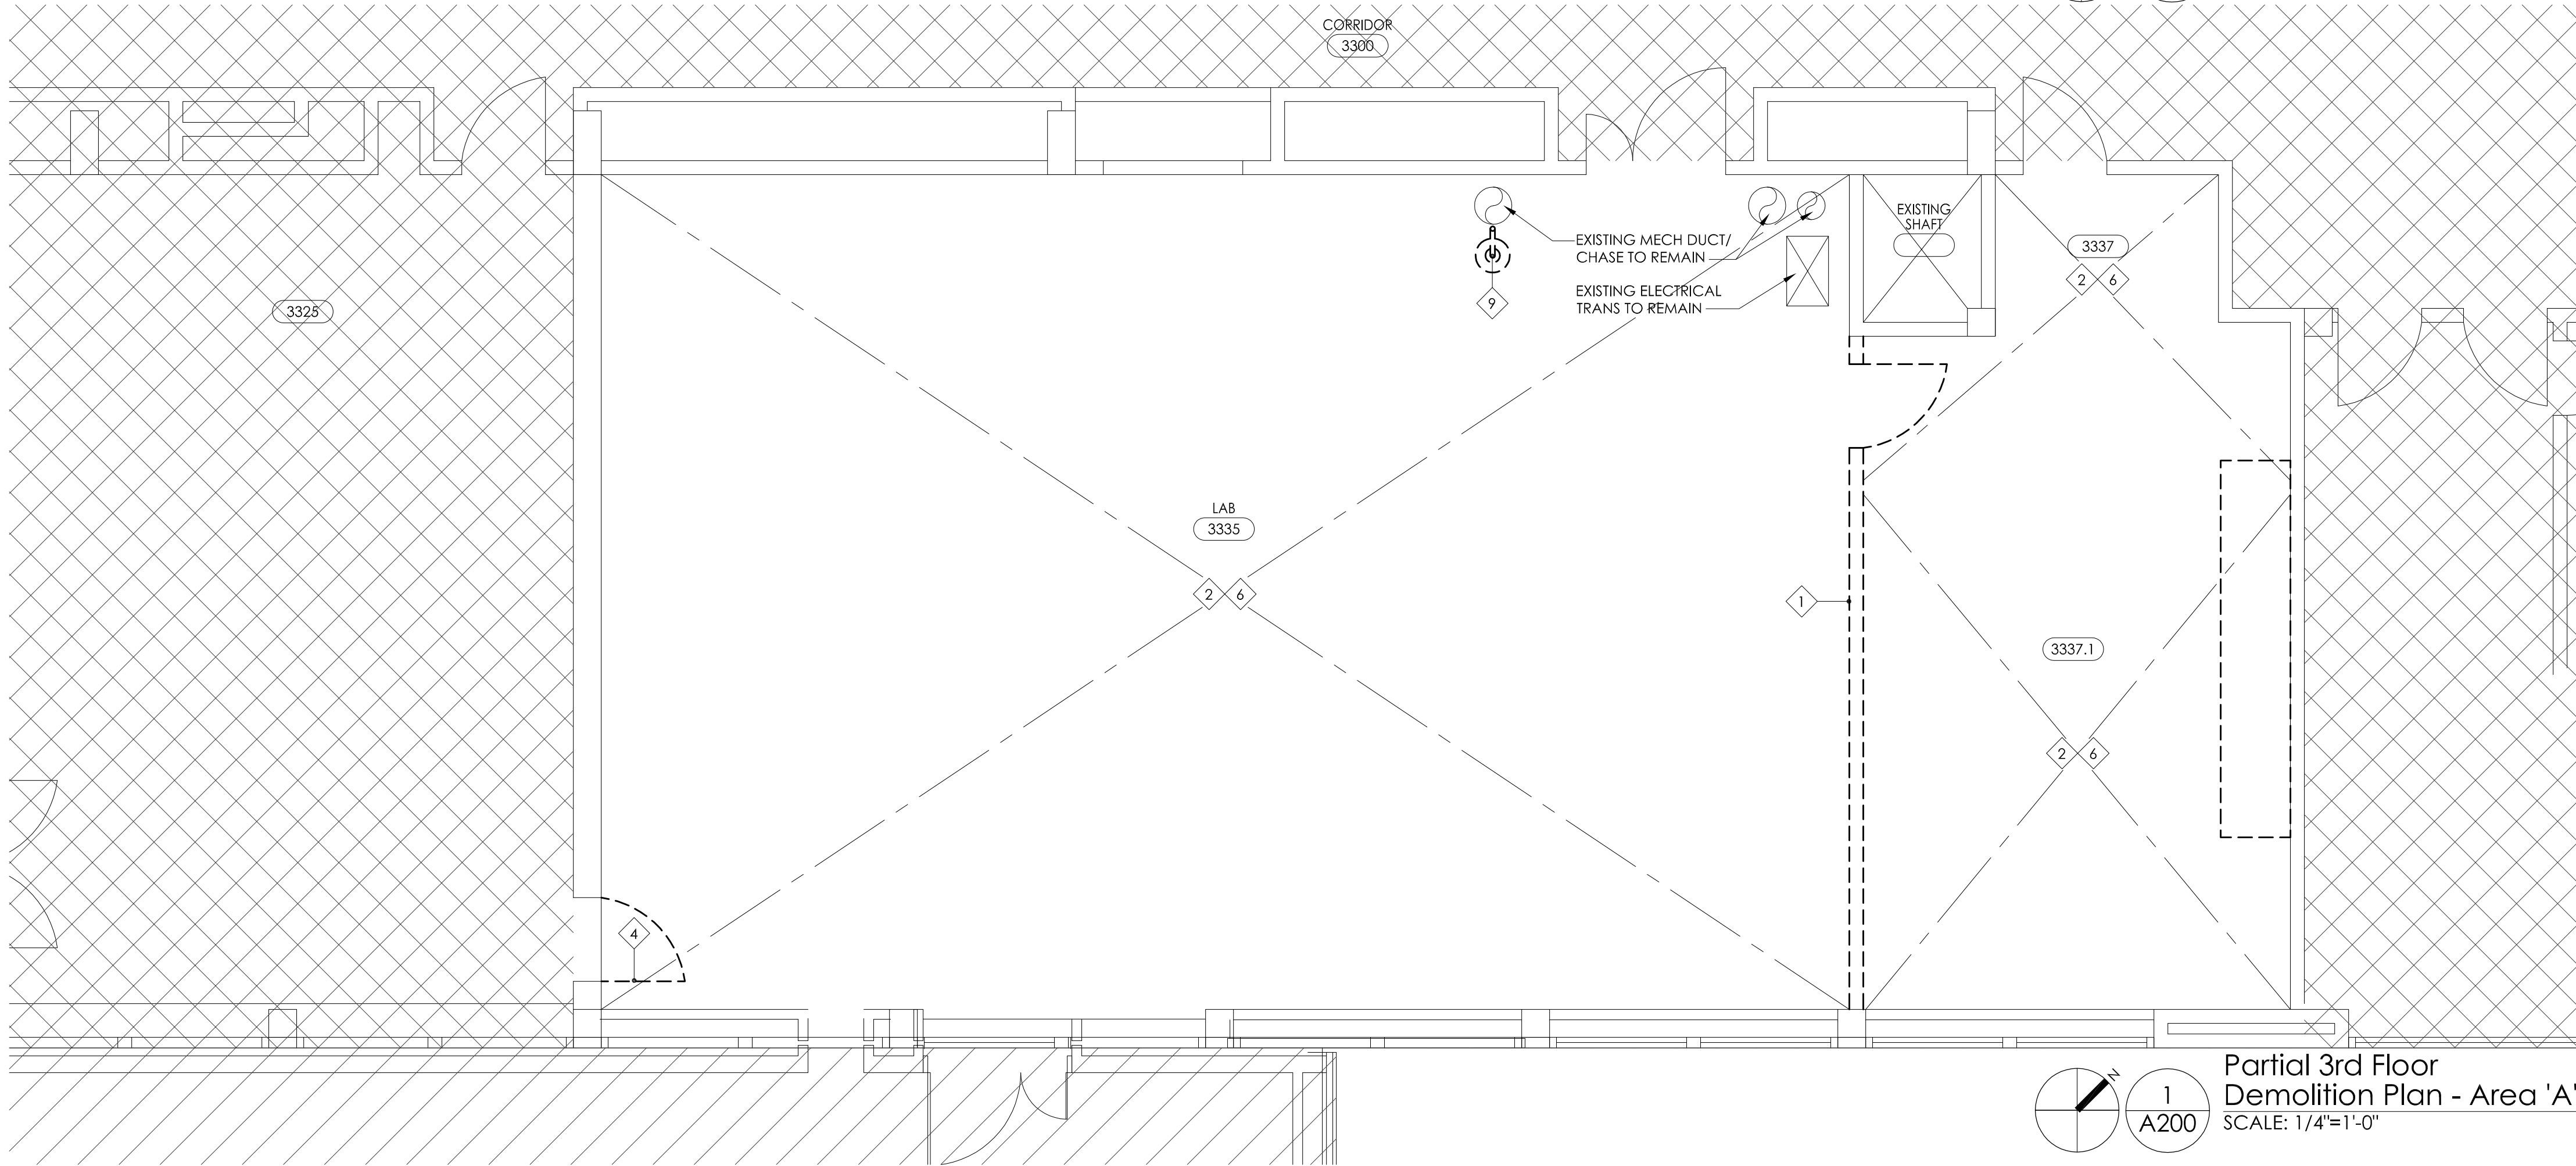 CORRIDOR
3300
EXISTING
SHAFT
EXISTING MECH DUCT/
CHASE TO REMAIN
EXISTING ELECTRICAL
TRANS TO REMAIN
3337
2 6
9
3325
LAB
3335
2 6
1
3337.1
2 6
4
N
1
A200
Partial 3rd Floor
Demolition Plan - Area 'A'
SCALE: 1/4"=1'-0"